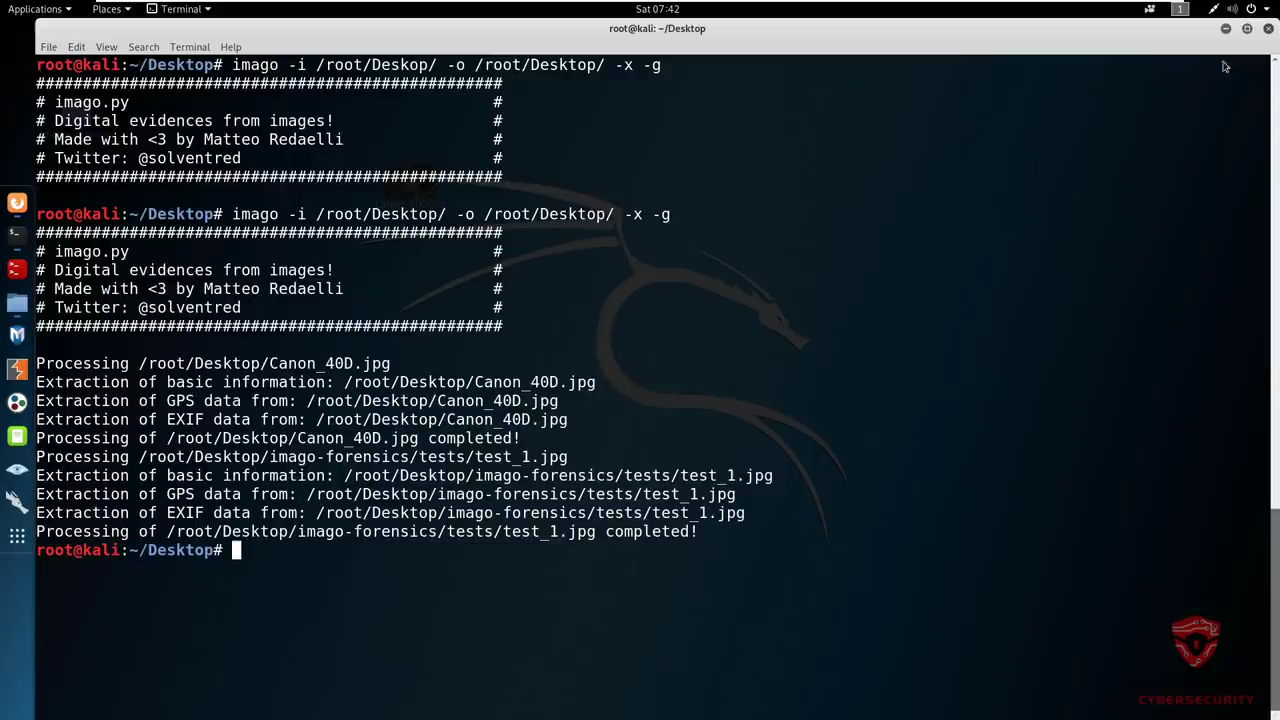 Applications Places Terminal Sat 07:42 1
root@kali: ~/Desktop
File Edit View Search Terminal Help
root@kali:~/Desktop# imago -i /root/Deskop/ -o /root/Desktop/ -x -g
##################################################
# imago.py #
# Digital evidences from images! #
# Made with <3 by Matteo Redaelli #
# Twitter: @solventred #
##################################################
root@kali:~/Desktop# imago -i /root/Desktop/ -o /root/Desktop/ -x -g
##################################################
# imago.py #
# Digital evidences from images! #
# Made with <3 by Matteo Redaelli #
# Twitter: @solventred #
##################################################
Processing /root/Desktop/Canon_40D.jpg
Extraction of basic information: /root/Desktop/Canon_40D.jpg
Extraction of GPS data from: /root/Desktop/Canon_40D.jpg
Extraction of EXIF data from: /root/Desktop/Canon_40D.jpg
Processing of /root/Desktop/Canon_40D.jpg completed!
Processing /root/Desktop/imago-forensics/tests/test_1.jpg
Extraction of basic information: /root/Desktop/imago-forensics/tests/test_1.jpg
Extraction of GPS data from: /root/Desktop/imago-forensics/tests/test_1.jpg
Extraction of EXIF data from: /root/Desktop/imago-forensics/tests/test_1.jpg
Processing of /root/Desktop/imago-forensics/tests/test_1.jpg completed!
root@kali:~/Desktop#
CYBERSECURITY